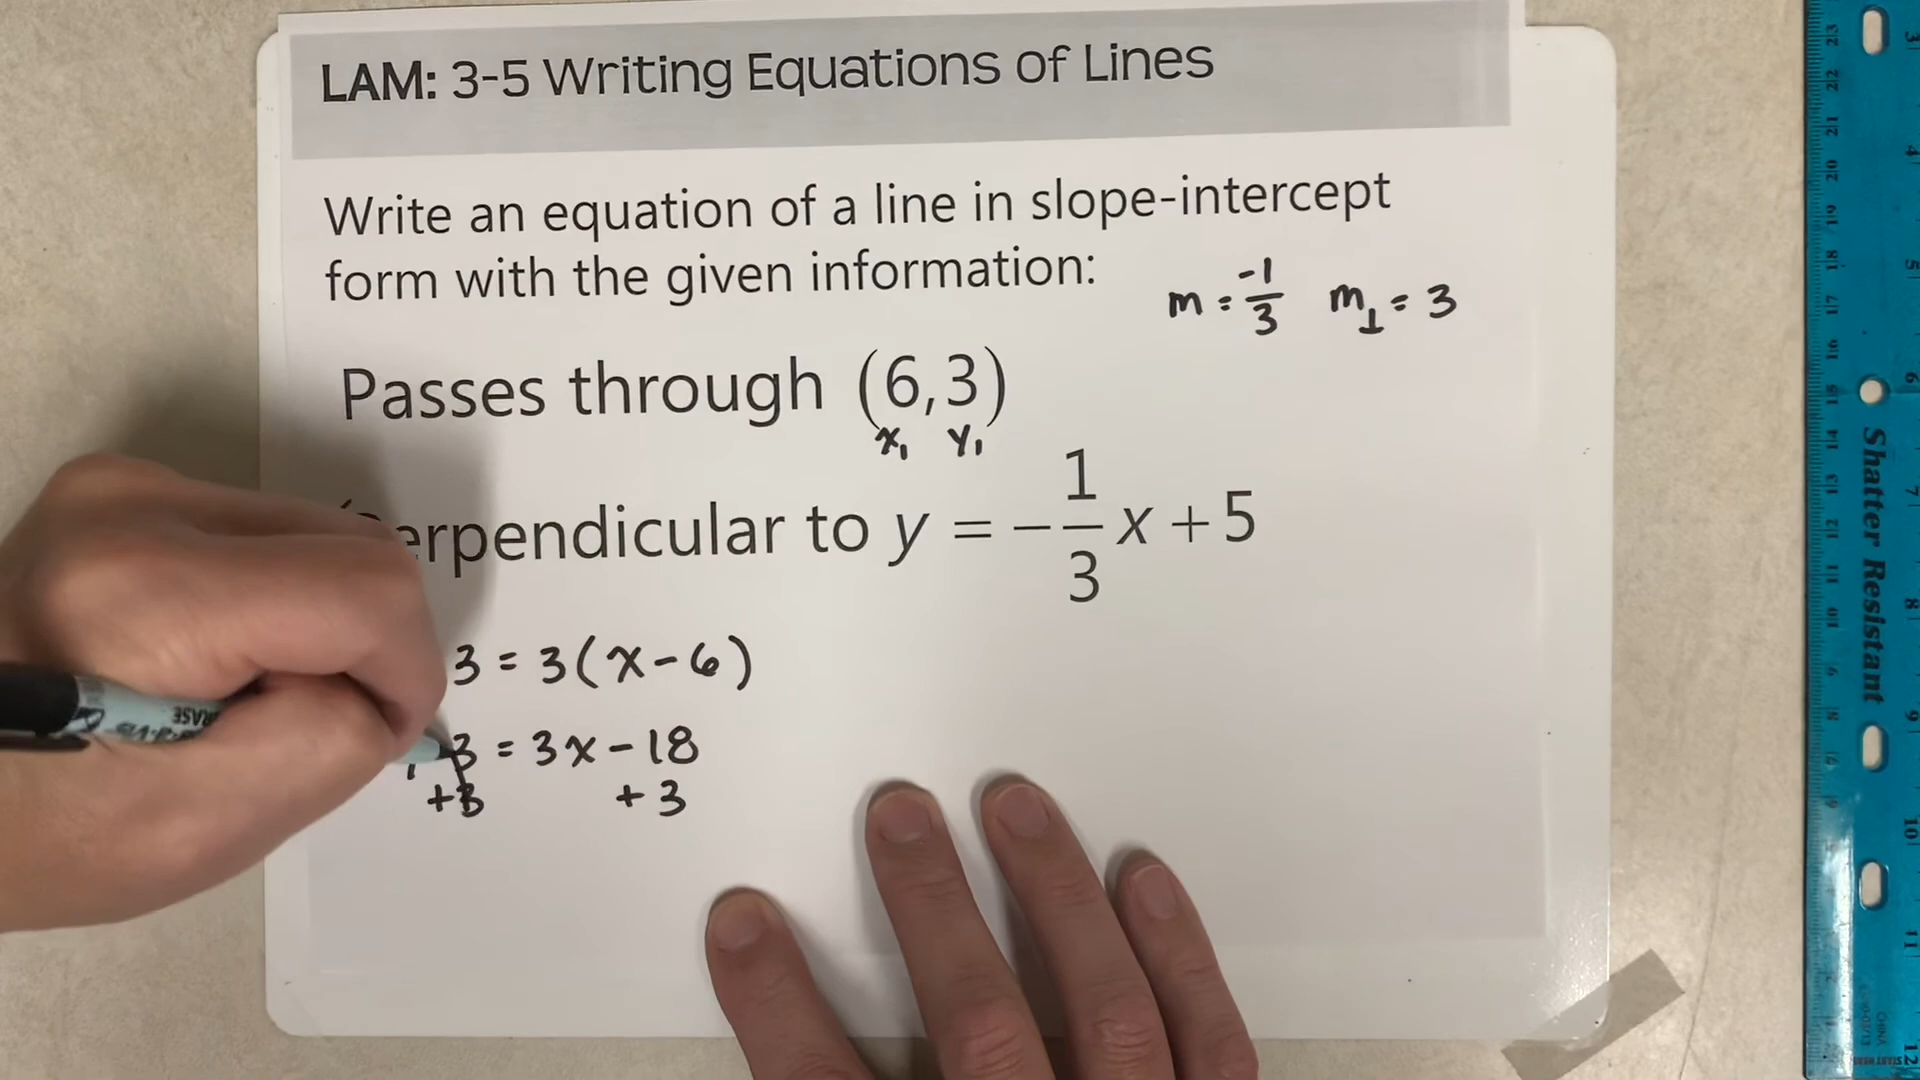 LAM: 3-5 Writing Equations of Lines
Write an equation of a line in slope-intercept
form with the given information:
m = -1/3 m⊥ = 3
Passes through (6,3)
x₁ y₁
to y = -1/3 x + 5
3 = 3(x-6)
3 = 3x - 18
+3 +3
Shatter Resistant